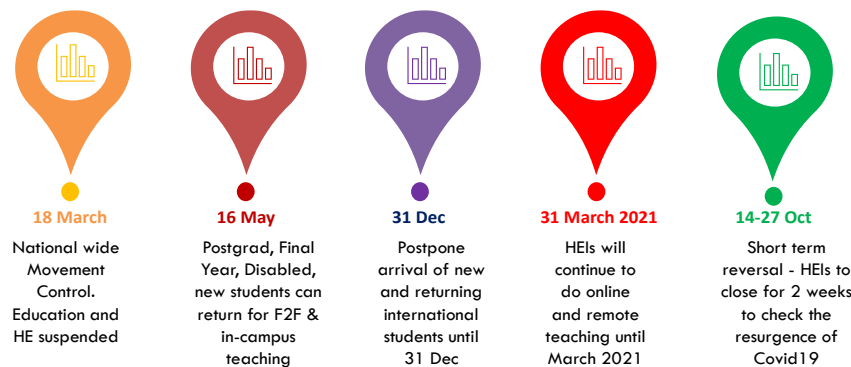 18 March
National wide
Movement
Control.
Education and
HE suspended
16 May
Postgrad, Final
Year, Disabled,
new students can
return for F2F &
in-campus
teaching
31 Dec
Postpone
arrival of new
and returning
international
students until
31 Dec
31 March 2021
HEIs will
continue to
do online
and remote
teaching until
March 2021
14-27 Oct
Short term
reversal - HEIs to
close for 2 weeks
to check the
resurgence of
Covid19